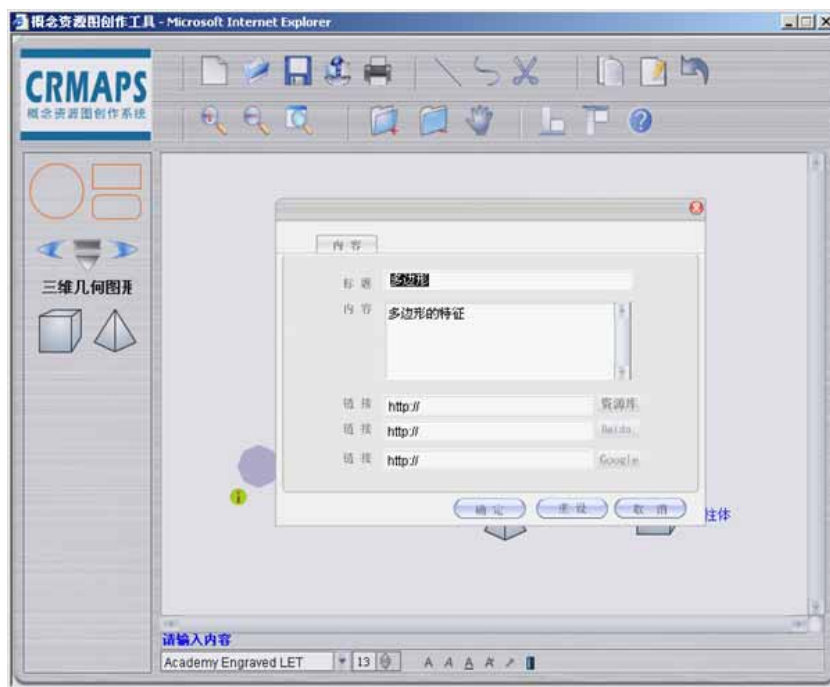 概念资源图创作工具 - Microsoft Internet Explorer
CRMAPS
概念资源图创作系统
三维几何图形
内 容
标 题 多边形
内 容 多边形的特征
链 接 http:// 资源库
链 接 http:// Baidu
链 接 http:// Google
确 定 重 设 取 消
柱体
请输入内容
Academy Engraved LET 13 A A A